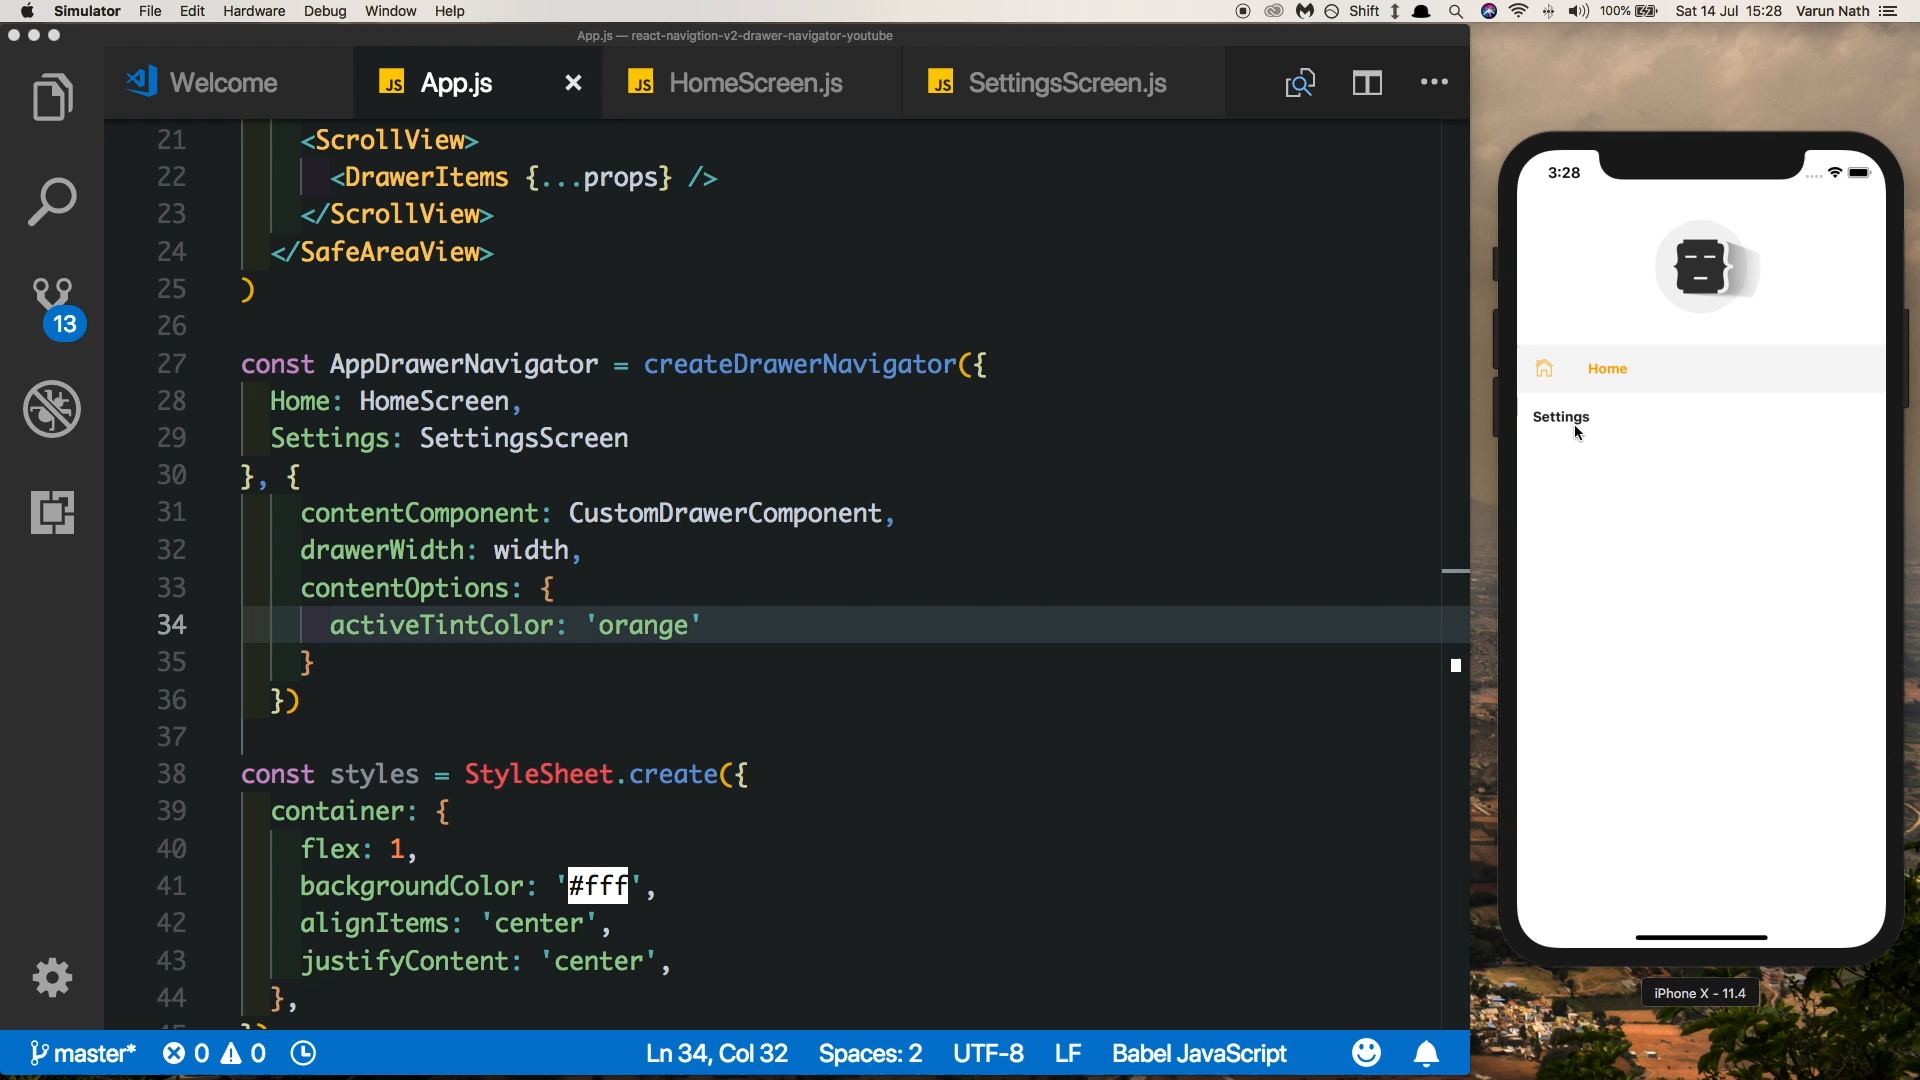 Simulator File Edit Hardware Debug Window Help
Shift 100% Sat 14 Jul 15:28 Varun Nath
App.js — react-navigtion-v2-drawer-navigator-youtube
Welcome
JS App.js
JS HomeScreen.js
JS SettingsScreen.js
21 <ScrollView>
22 <DrawerItems {...props} />
23 </ScrollView>
24 </SafeAreaView>
25 )
26
27 const AppDrawerNavigator = createDrawerNavigator({
28 Home: HomeScreen,
29 Settings: SettingsScreen
30 }, {
31 contentComponent: CustomDrawerComponent,
32 drawerWidth: width,
33 contentOptions: {
34 activeTintColor: 'orange'
35 }
36 })
37
38 const styles = StyleSheet.create({
39 container: {
40 flex: 1,
41 backgroundColor: '#fff',
42 alignItems: 'center',
43 justifyContent: 'center',
44 },
13
master* 0 0 Ln 34, Col 32 Spaces: 2 UTF-8 LF Babel JavaScript
3:28
Home
Settings
iPhone X - 11.4